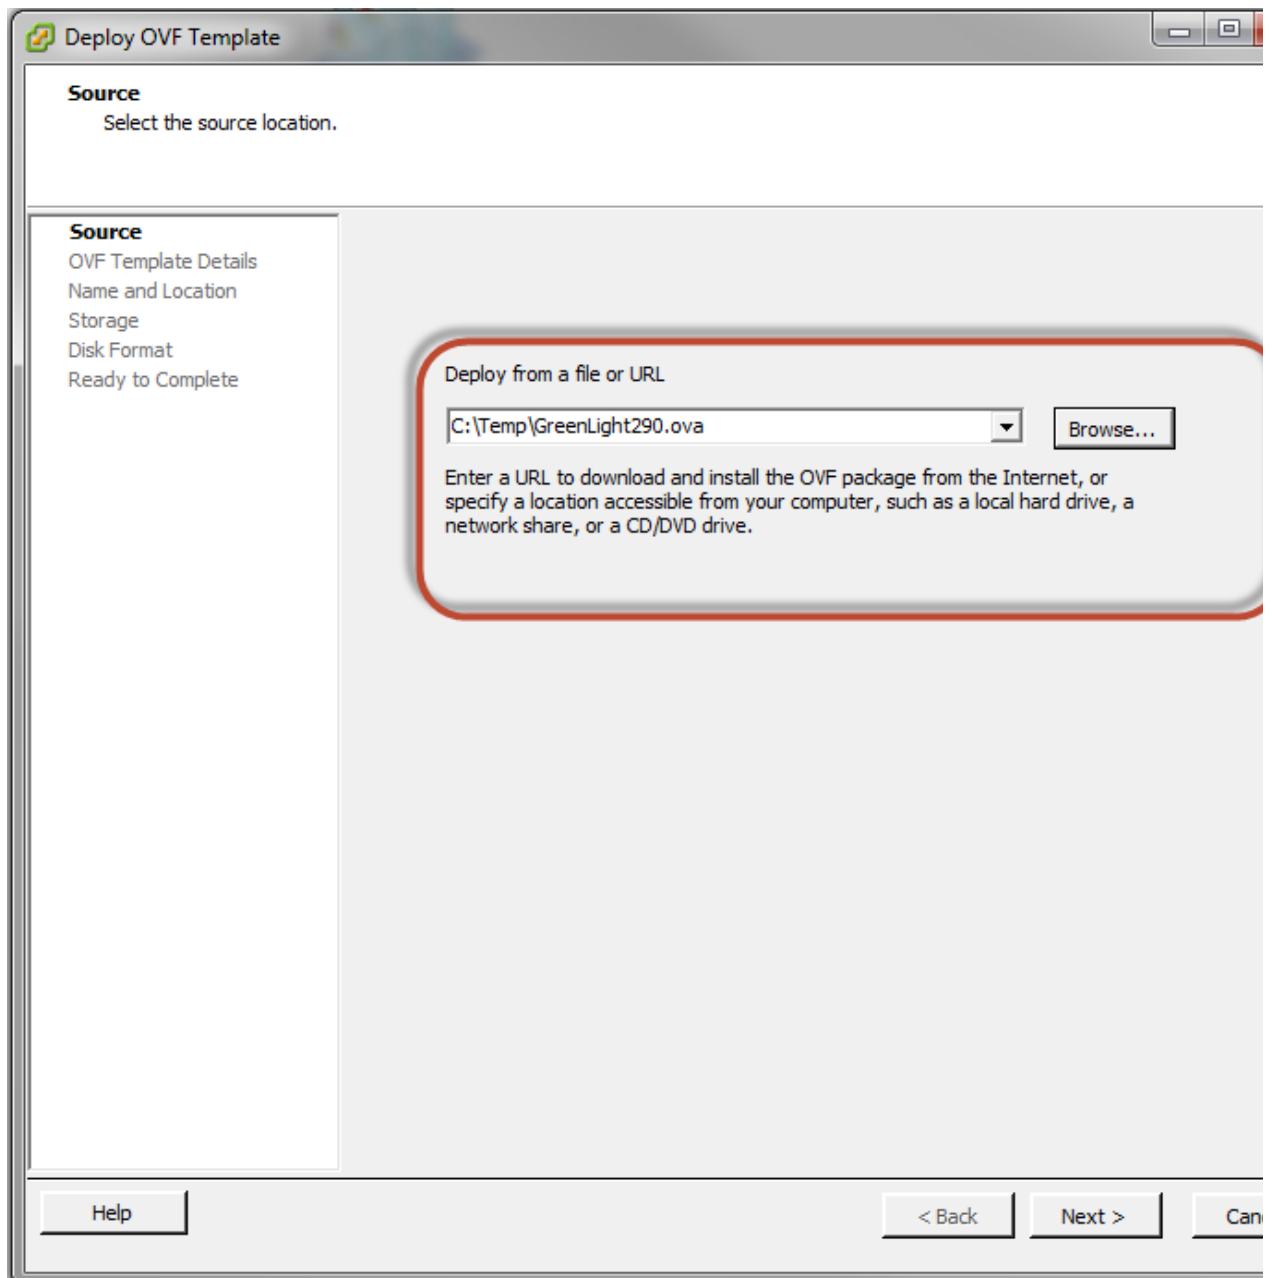 Deploy OVF Template
Source
Select the source location.
Source
OVF Template Details
Name and Location
Storage
Disk Format
Ready to Complete
Deploy from a file or URL
C:\Temp\GreenLight290.ova
Browse...
Enter a URL to download and install the OVF package from the Internet, or
specify a location accessible from your computer, such as a local hard drive, a
network share, or a CD/DVD drive.
Help
< Back
Next >
Can